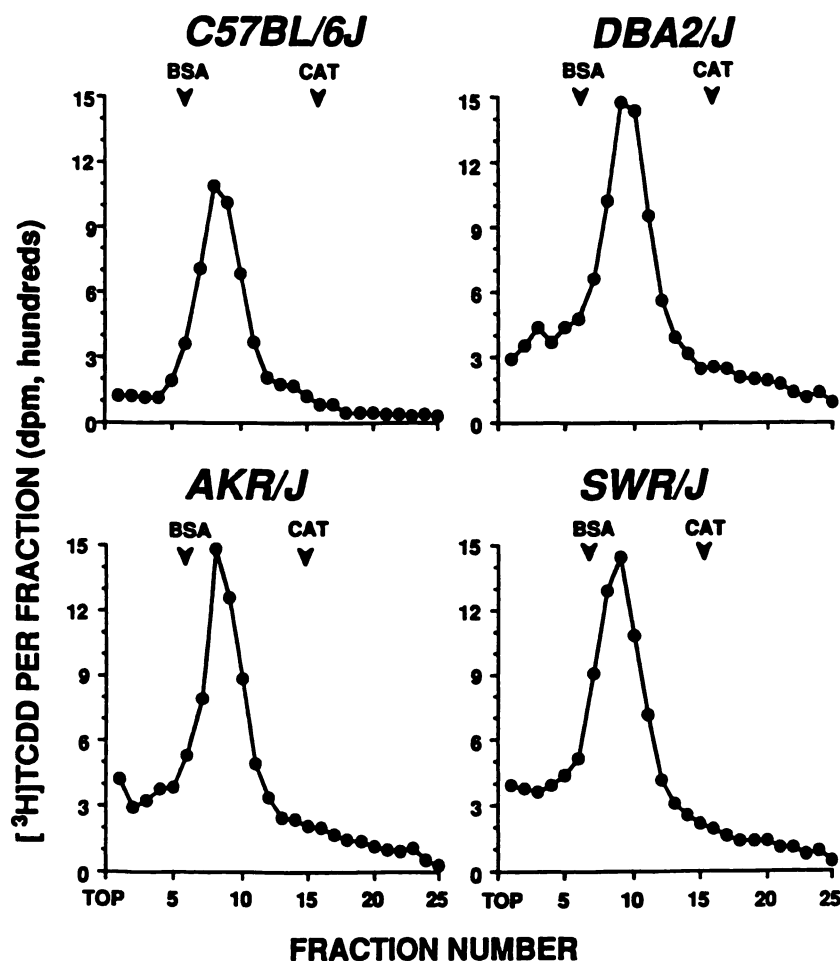 C57BL/6J
DBA2/J
BSA CAT
BSA CAT
15
12
9
6
3
0
15
12
9
6
3
0
[³H]TCDD PER FRACTION (dpm, hundreds)
AKR/J
SWR/J
BSA CAT
BSA CAT
15
12
9
6
3
0
TOP 5 10 15 20 25
15
12
9
6
3
0
TOP 5 10 15 20 25
FRACTION NUMBER